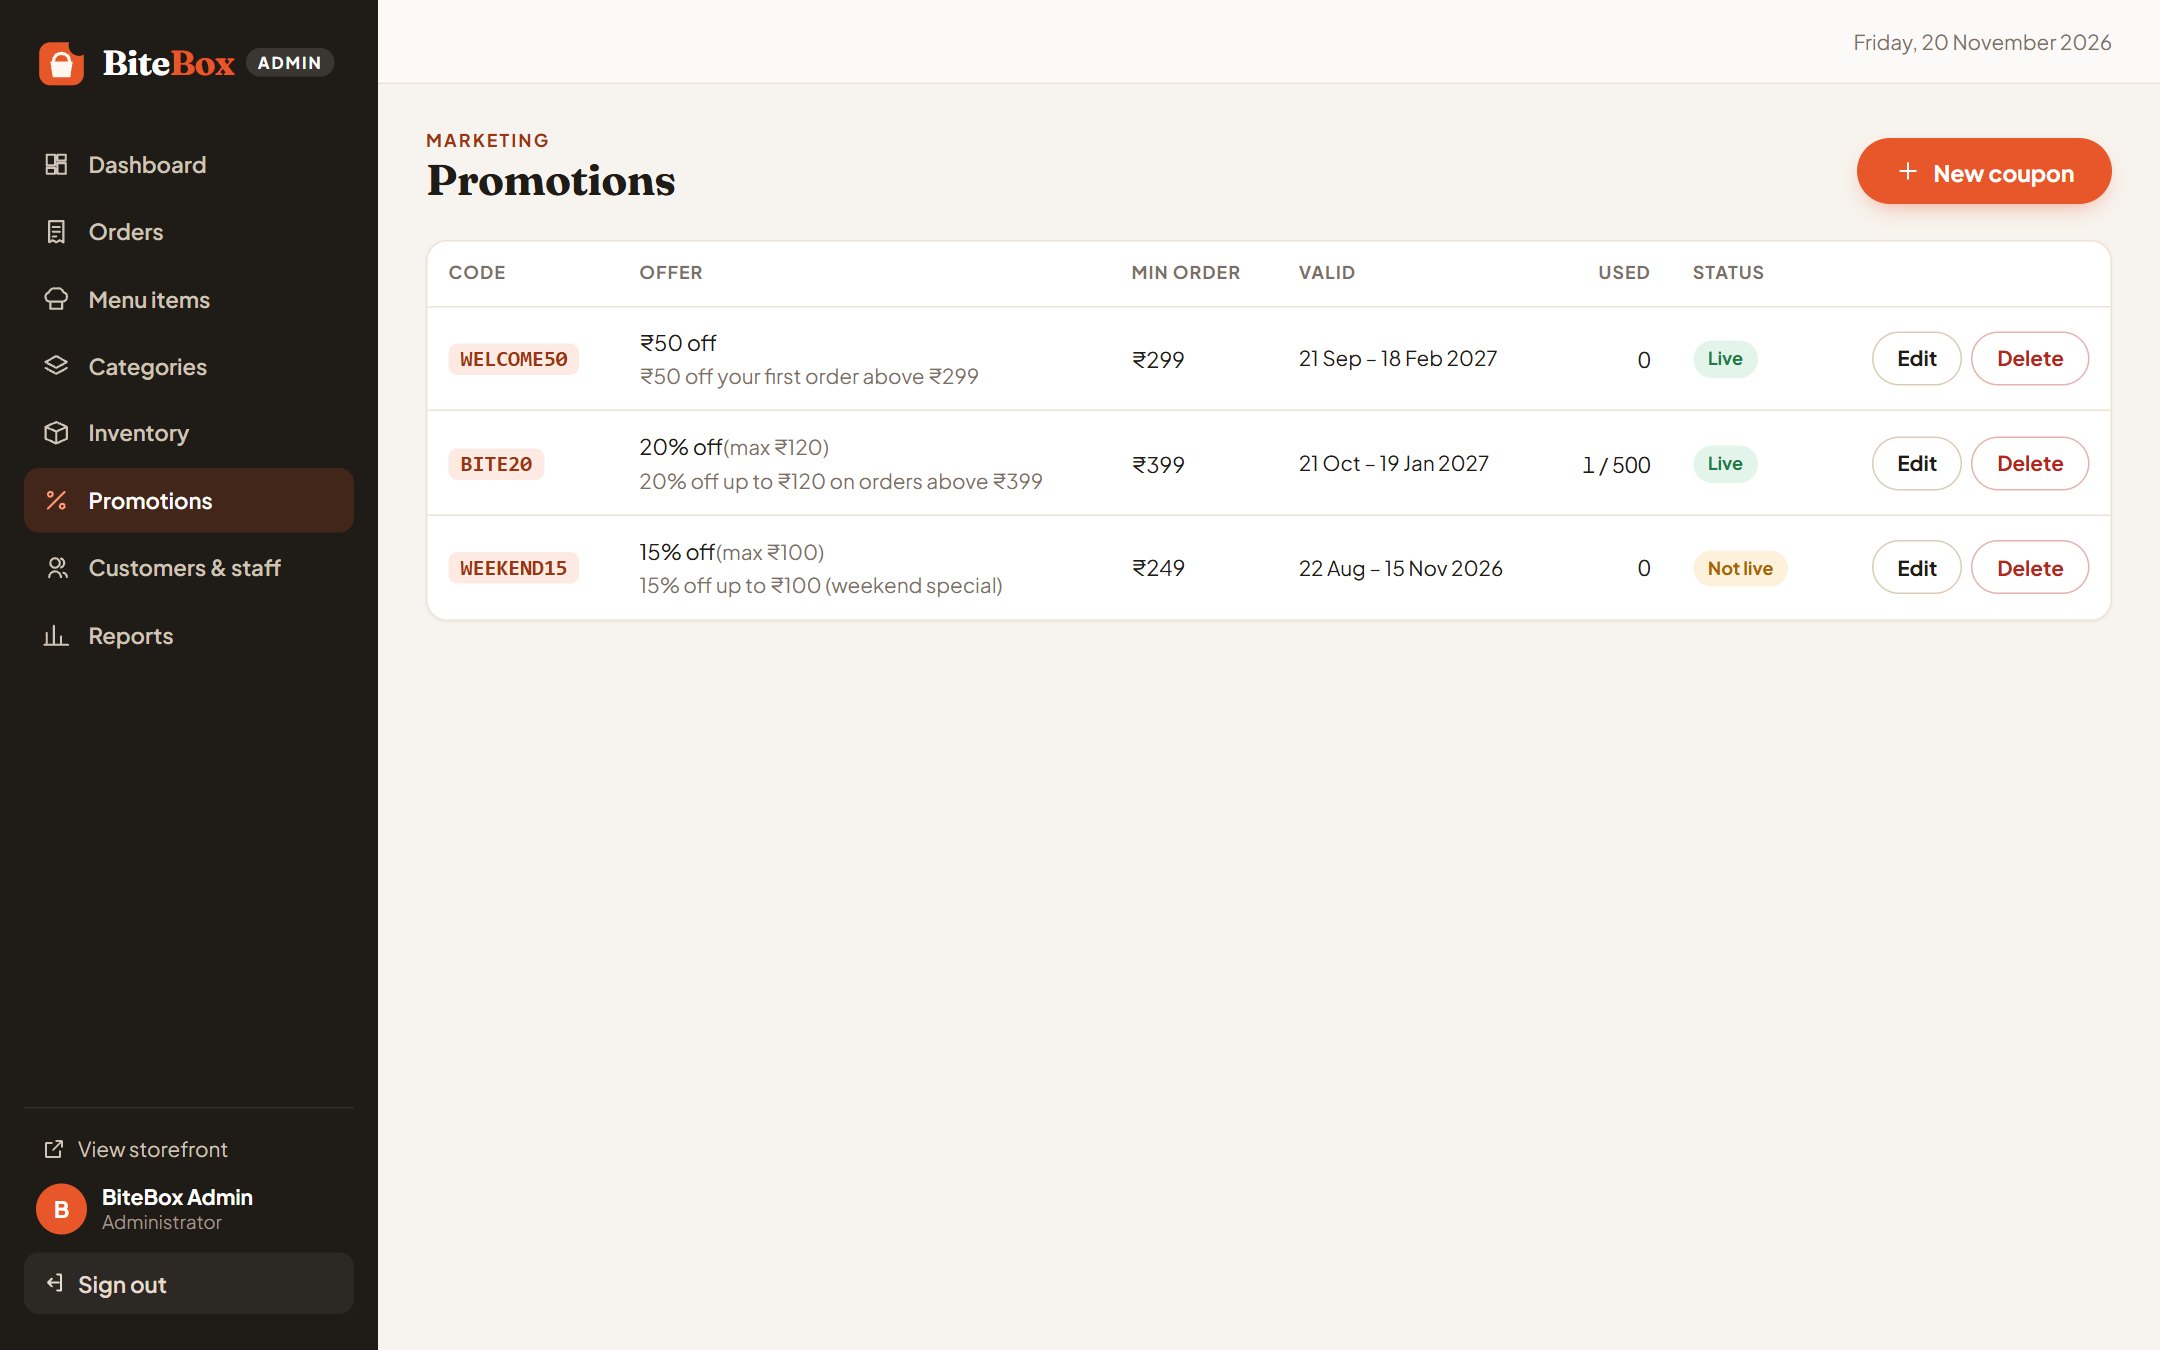 BiteBox ADMIN
Dashboard
Orders
Menu items
Categories
Inventory
Promotions
Customers & staff
Reports
View storefront
B
BiteBox Admin
Administrator
Sign out
Friday, 20 November 2026
MARKETING
Promotions
+ New coupon
CODE OFFER MIN ORDER VALID USED STATUS
WELCOME50 ₹50 off ₹299 21 Sep – 18 Feb 2027 0 Live Edit Delete
₹50 off your first order above ₹299
BITE20 20% off(max ₹120) ₹399 21 Oct – 19 Jan 2027 1 / 500 Live Edit Delete
20% off up to ₹120 on orders above ₹399
WEEKEND15 15% off(max ₹100) ₹249 22 Aug – 15 Nov 2026 0 Not live Edit Delete
15% off up to ₹100 (weekend special)